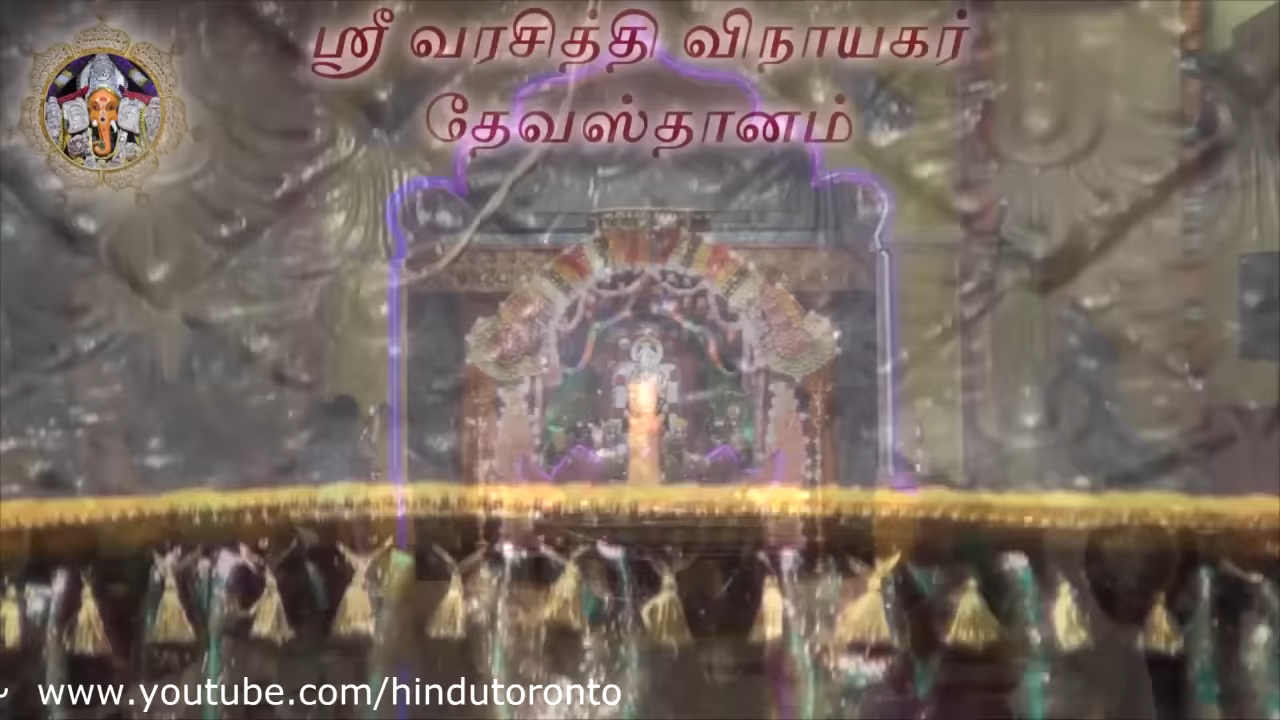 ஸ்ரீ வரசித்தி விநாயகர்
தேவஸ்தானம்
~ www.youtube.com/hindutoronto